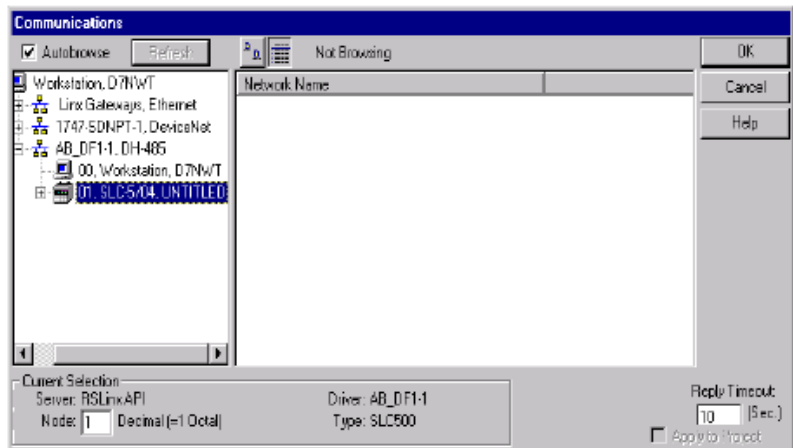 Communications
Autobrowse
Refresh
Not Browsing
OK
Workstation, D7NWT
Linx Gateways, Ethernet
1747-SDNPT-1, DeviceNet
AB_DF1-1, DH-485
00, Workstation, D7NWT
01, SLC-5/04, UNTITLED
Network Name
Cancel
Help
Current Selection
Server: RSLinxAPI
Driver: AB_DF1-1
Node: 1 Decimal (=1 Octal)
Type: SLC500
Reply Timeout:
10 (Sec.)
Apply to Project